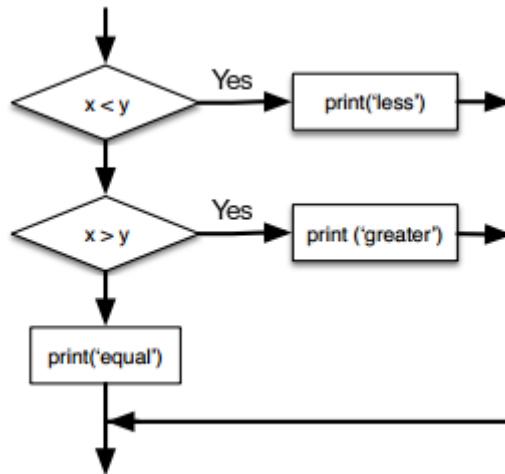 Yes
x < y
print(‘less’)
Yes
x > y
print (‘greater’)
print(‘equal’)